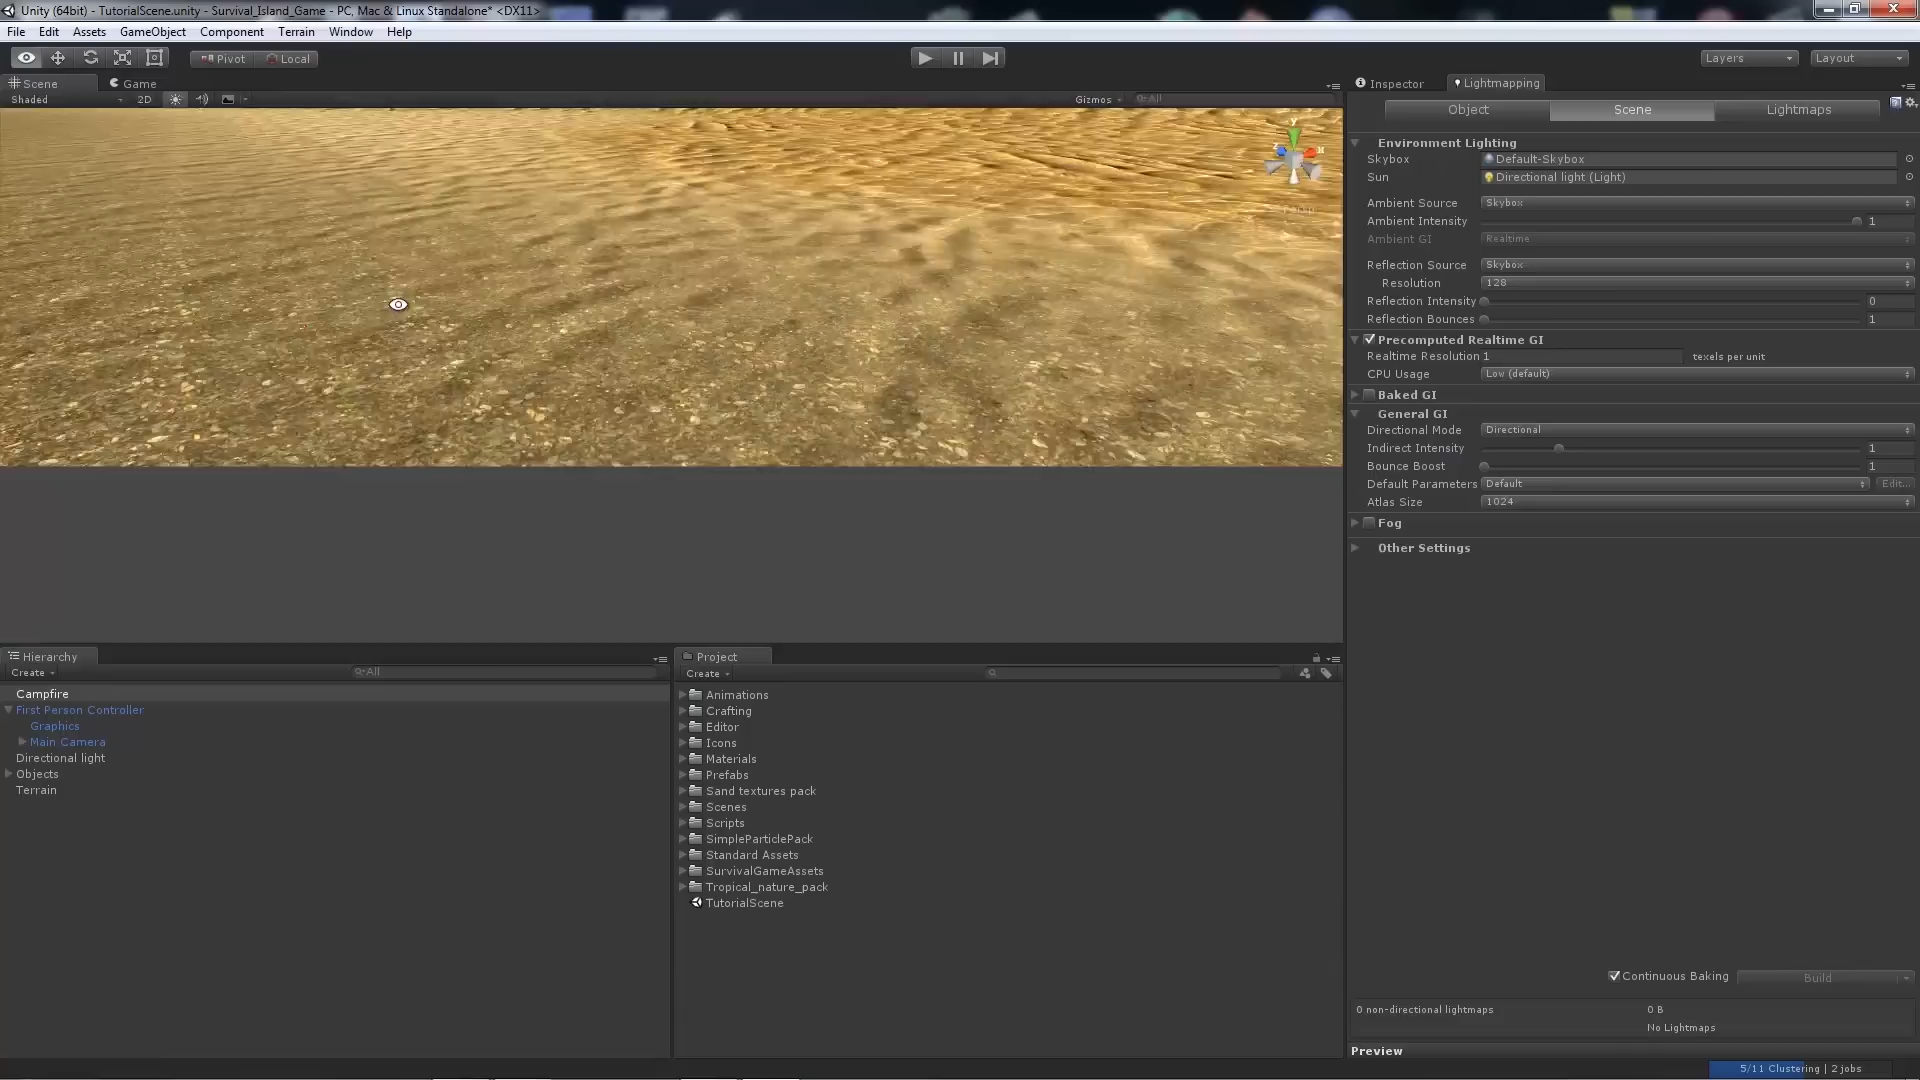 Unity (64bit) - TutorialScene.unity - Survival_Island_Game - PC, Mac & Linux Standalone* <DX11>
File Edit Assets GameObject Component Terrain Window Help
Pivot Local Layers Layout
Scene Game
Shaded 2D Gizmos All
Inspector Lightmapping
Object Scene Lightmaps
Environment Lighting
Skybox Default-Skybox
Sun Directional light (Light)
Ambient Source Skybox
Ambient Intensity 1
Ambient GI Realtime
Reflection Source Skybox
Resolution 128
Reflection Intensity 0
Reflection Bounces 1
Precomputed Realtime GI
Realtime Resolution 1 texels per unit
CPU Usage Low (default)
Baked GI
General GI
Directional Mode Directional
Indirect Intensity 1
Bounce Boost 1
Default Parameters Default Edit...
Atlas Size 1024
Fog
Other Settings
Continuous Baking Build
0 non-directional lightmaps 0 B
No Lightmaps
Preview
5/11 Clustering | 2 jobs
y
x
z
Persp
Hierarchy
Create All
Campfire
First Person Controller
Graphics
Main Camera
Directional light
Objects
Terrain
Project
Create
Animations
Crafting
Editor
Icons
Materials
Prefabs
Sand textures pack
Scenes
Scripts
SimpleParticlePack
Standard Assets
SurvivalGameAssets
Tropical_nature_pack
TutorialScene